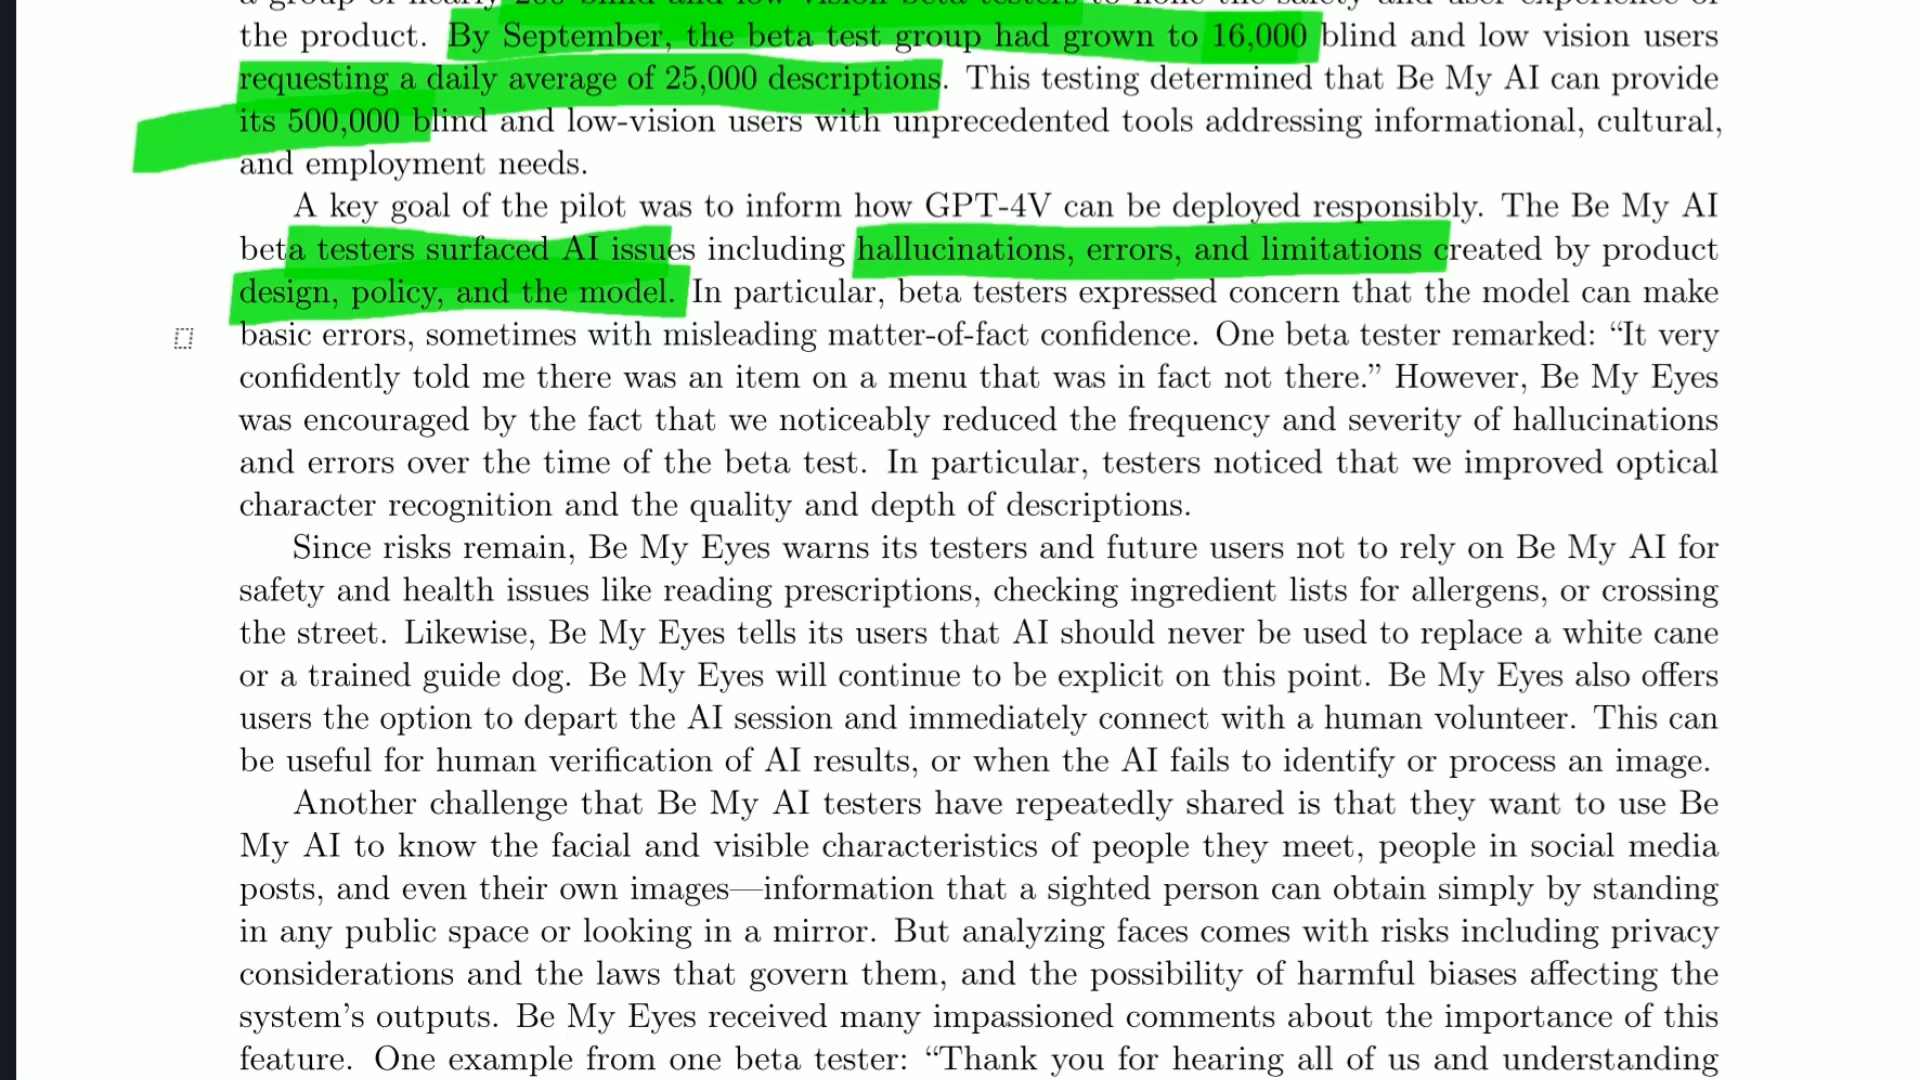 a group of nearly 200 blind and low vision beta testers to hone the safety and user experience of
the product. By September, the beta test group had grown to 16,000 blind and low vision users
requesting a daily average of 25,000 descriptions. This testing determined that Be My AI can provide
its 500,000 blind and low-vision users with unprecedented tools addressing informational, cultural,
and employment needs.
A key goal of the pilot was to inform how GPT-4V can be deployed responsibly. The Be My AI
beta testers surfaced AI issues including hallucinations, errors, and limitations created by product
design, policy, and the model. In particular, beta testers expressed concern that the model can make
basic errors, sometimes with misleading matter-of-fact confidence. One beta tester remarked: “It very
confidently told me there was an item on a menu that was in fact not there.” However, Be My Eyes
was encouraged by the fact that we noticeably reduced the frequency and severity of hallucinations
and errors over the time of the beta test. In particular, testers noticed that we improved optical
character recognition and the quality and depth of descriptions.
Since risks remain, Be My Eyes warns its testers and future users not to rely on Be My AI for
safety and health issues like reading prescriptions, checking ingredient lists for allergens, or crossing
the street. Likewise, Be My Eyes tells its users that AI should never be used to replace a white cane
or a trained guide dog. Be My Eyes will continue to be explicit on this point. Be My Eyes also offers
users the option to depart the AI session and immediately connect with a human volunteer. This can
be useful for human verification of AI results, or when the AI fails to identify or process an image.
Another challenge that Be My AI testers have repeatedly shared is that they want to use Be
My AI to know the facial and visible characteristics of people they meet, people in social media
posts, and even their own images—information that a sighted person can obtain simply by standing
in any public space or looking in a mirror. But analyzing faces comes with risks including privacy
considerations and the laws that govern them, and the possibility of harmful biases affecting the
system’s outputs. Be My Eyes received many impassioned comments about the importance of this
feature. One example from one beta tester: “Thank you for hearing all of us and understanding